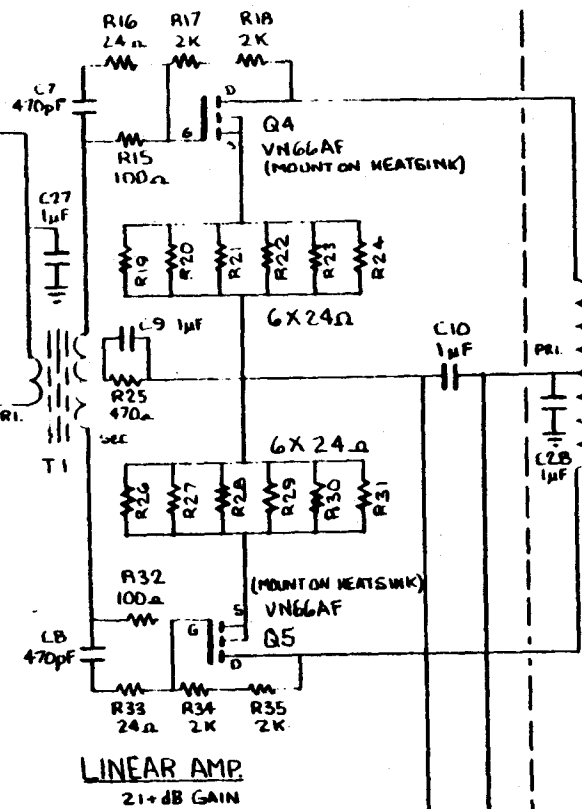 R16
24Ω
R17
2K
R18
2K
C7
470pF
D
G
S
Q4
VN66AF
(MOUNT ON HEATSINK)
R15
100Ω
C27
1µF
R19
R20
R21
R22
R23
R24
6X24Ω
C9 1µF
R25
470Ω
C10
1µF
PRI.
RI.
T1
SEC
C28
1µF
6X24Ω
R26
R27
R28
R29
R30
R31
R32
100Ω
(MOUNT ON HEATSINK)
VN66AF
Q5
S
G
D
C8
470pF
R33
24Ω
R34
2K
R35
2K
LINEAR AMP.
21+dB GAIN